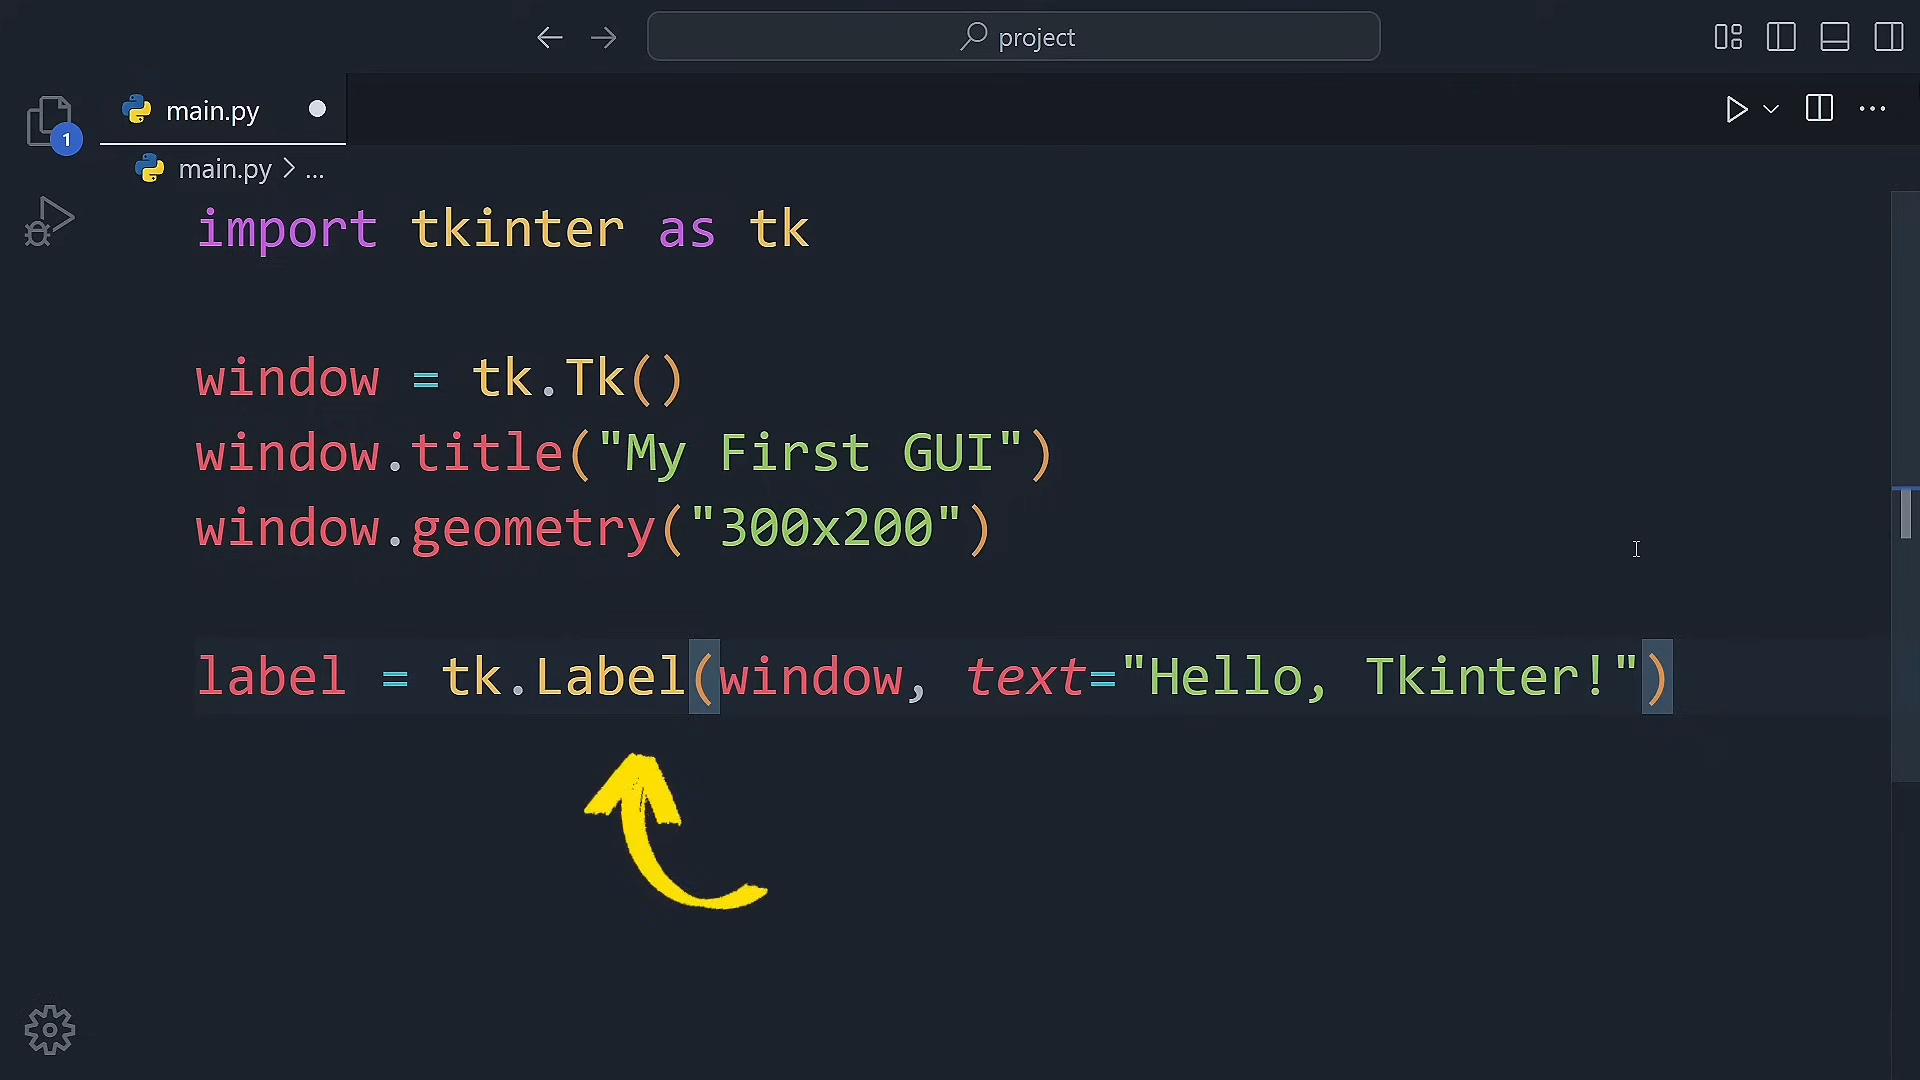 project
main.py
1
main.py > ...
import tkinter as tk
window = tk.Tk()
window.title("My First GUI")
window.geometry("300x200")
label = tk.Label(window, text="Hello, Tkinter!")